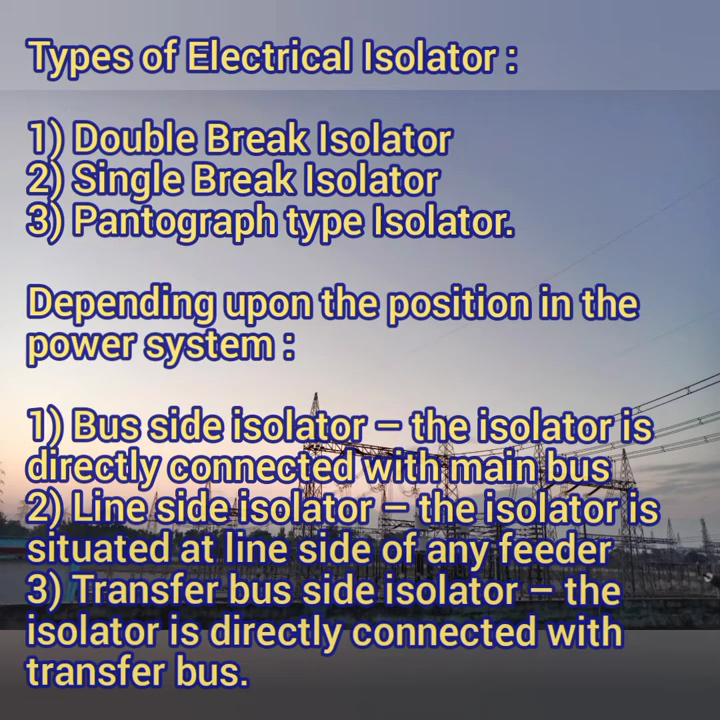 Types of Electrical Isolator :
1) Double Break Isolator
2) Single Break Isolator
3) Pantograph type Isolator.
Depending upon the position in the
power system :
1) Bus side isolator – the isolator is
directly connected with main bus
2) Line side isolator – the isolator is
situated at line side of any feeder
3) Transfer bus side isolator – the
isolator is directly connected with
transfer bus.